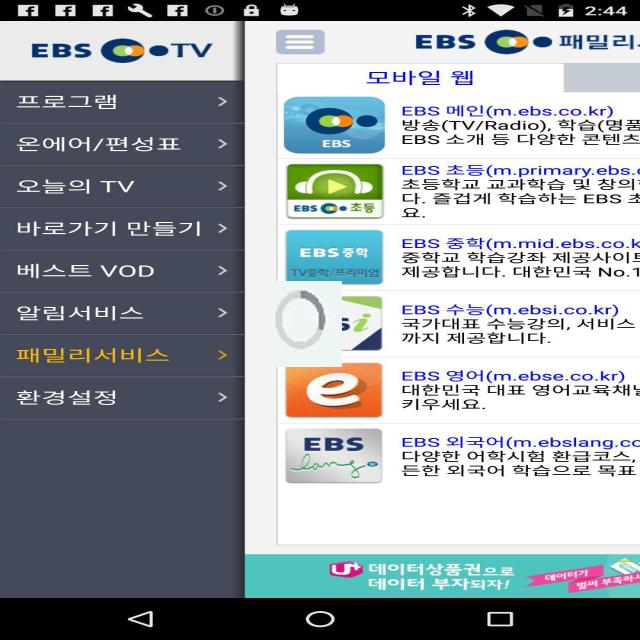 2:44
EBS TV
프로그램
온에어/편성표
오늘의 TV
바로가기 만들기
베스트 VOD
알림서비스
패밀리서비스
환경설정
EBS 패밀리
모바일 웹
EBS
EBS 메인(m.ebs.co.kr)
방송(TV/Radio), 학습(명품
EBS 소개 등 다양한 콘텐츠
EBS 초등
EBS 초등(m.primary.ebs.
초등학교 교과학습 및 창의
다. 즐겁게 학습하는 EBS 초
요.
EBS 중학
TV중학/프리미엄
EBS 중학(m.mid.ebs.co.k
중학교 학습강좌 제공사이트
제공합니다. 대한민국 No.1
si
EBS 수능(m.ebsi.co.kr)
국가대표 수능강의, 서비스
까지 제공합니다.
e
EBS 영어(m.ebse.co.kr)
대한민국 대표 영어교육채널
키우세요.
EBS
lang
EBS 외국어(m.ebslang.co
다양한 어학시험 환급코스,
든한 외국어 학습으로 목표
U+ 데이터상품권으로
데이터 부자되자!
데이터가
벌써 부족하